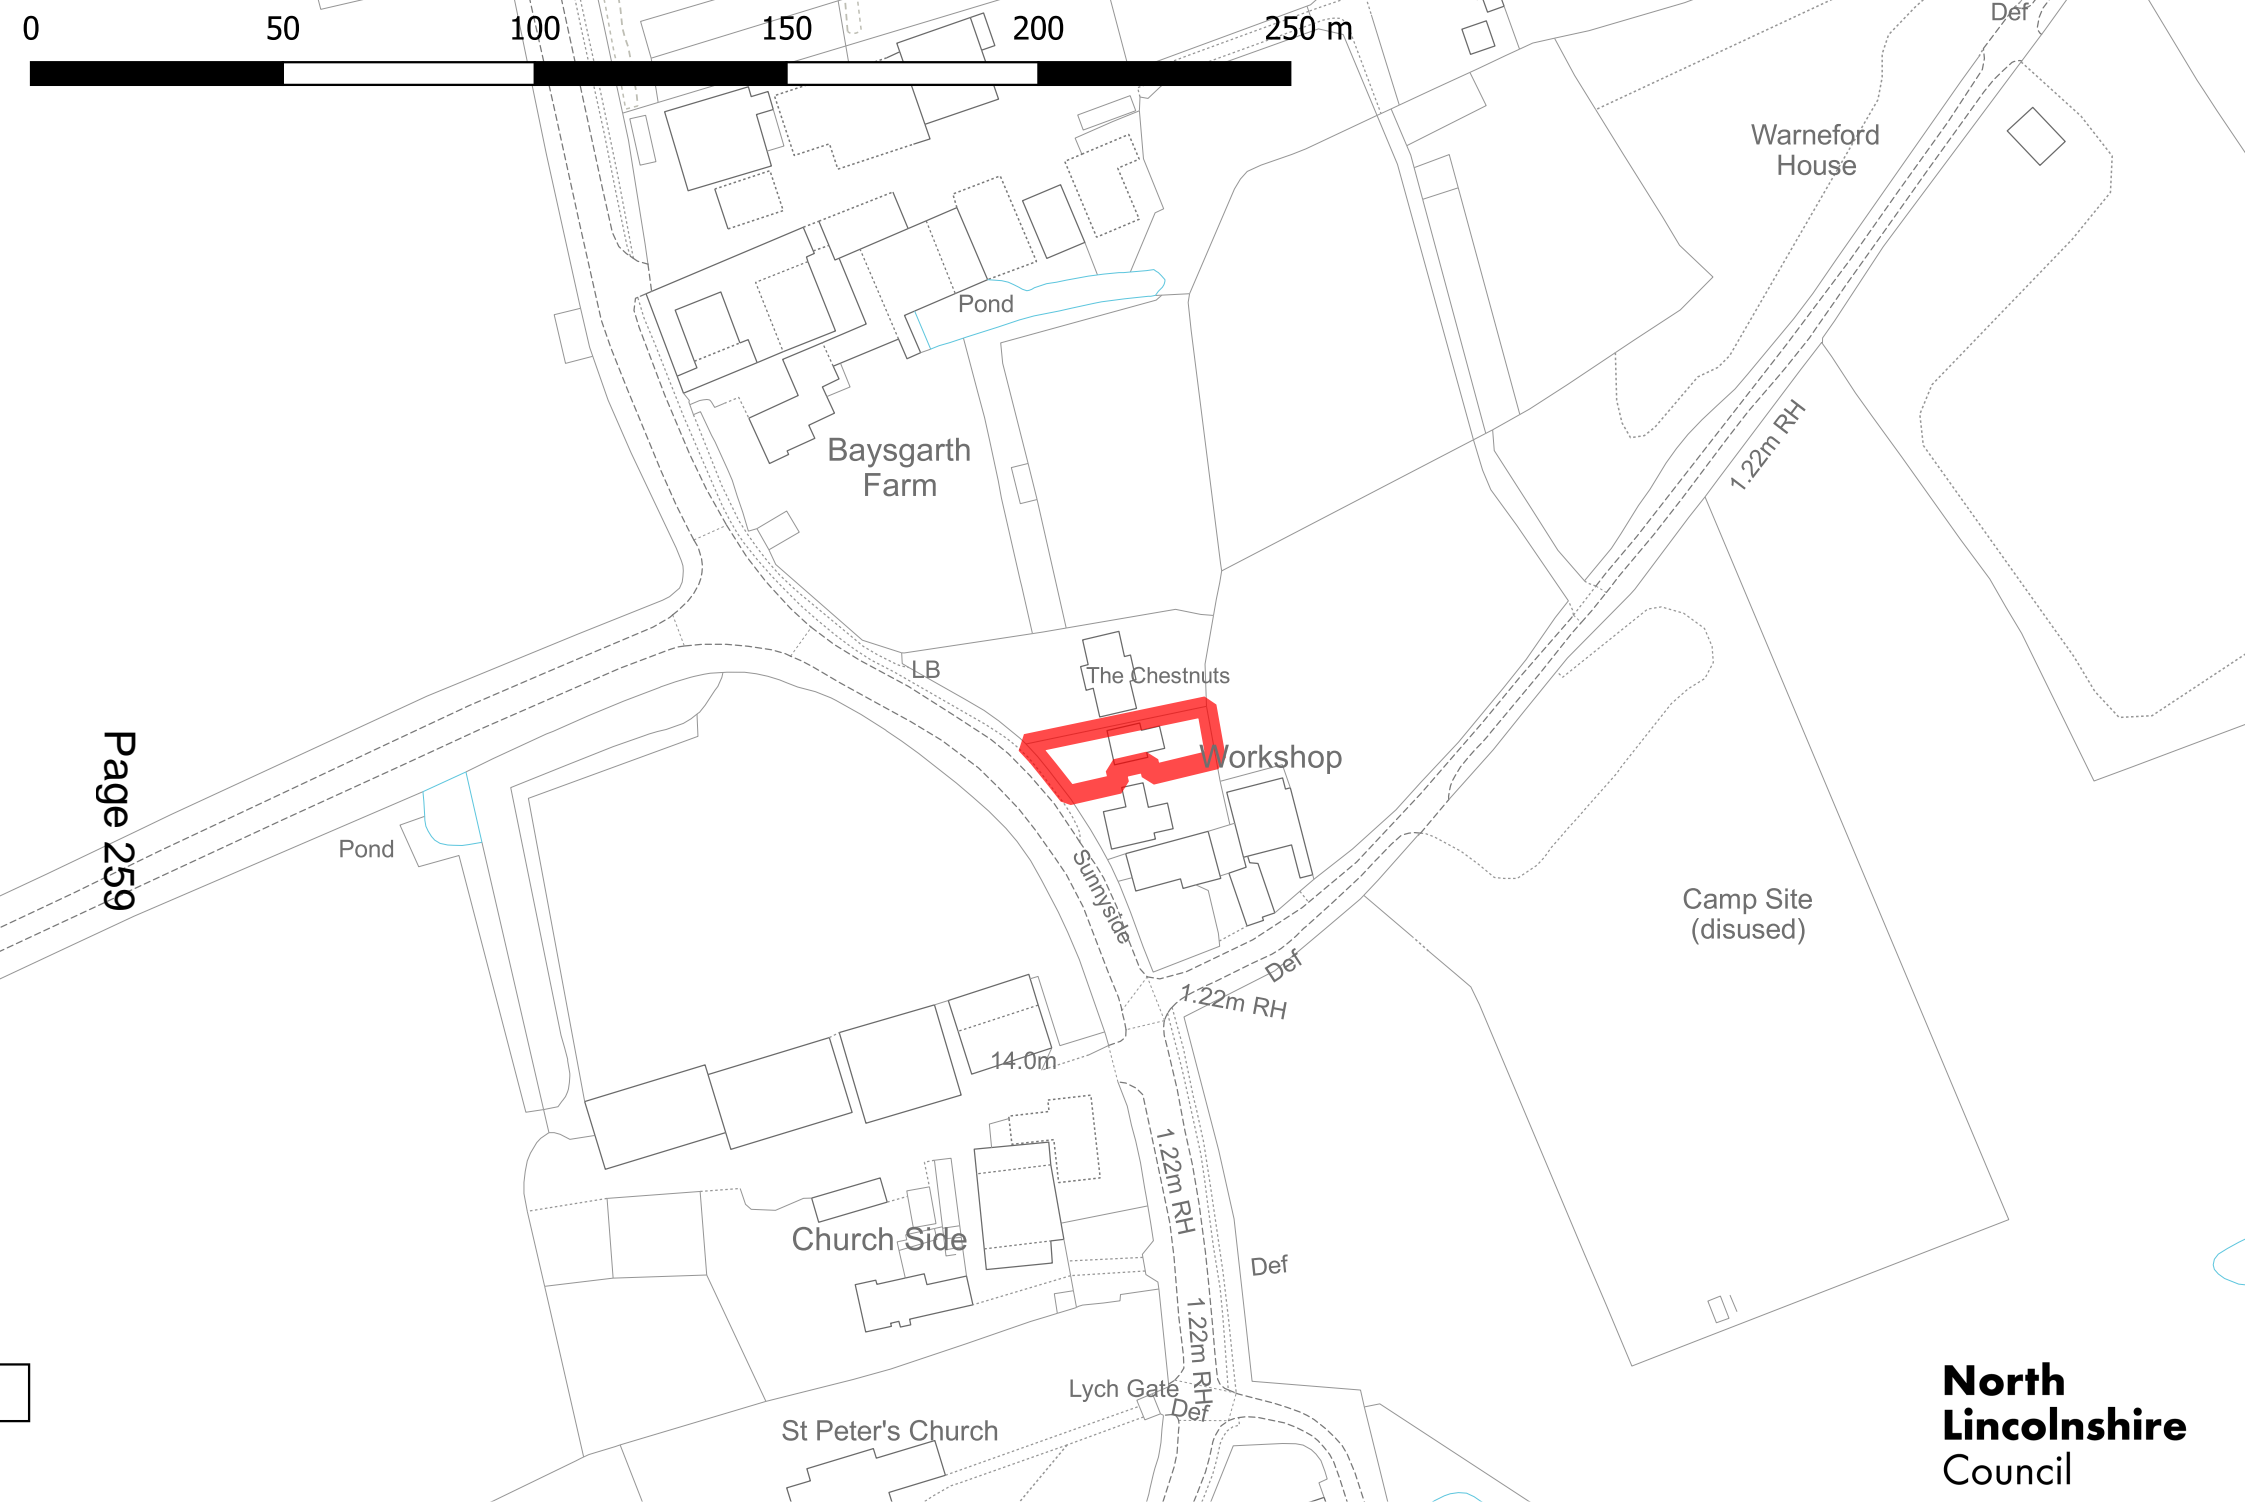 0 50 100 150 200 250 m
Def
Warneford
House
Pond
1.22m RH
Baysgarth
Farm
LB
The Chestnuts
Workshop
Page 259
Pond
Sunnyside
Camp Site
(disused)
Def
1.22m RH
14.0m
1.22m RH
Church Side
Def
1.22m RH
Lych Gate
Def
St Peter's Church
North
Lincolnshire
Council